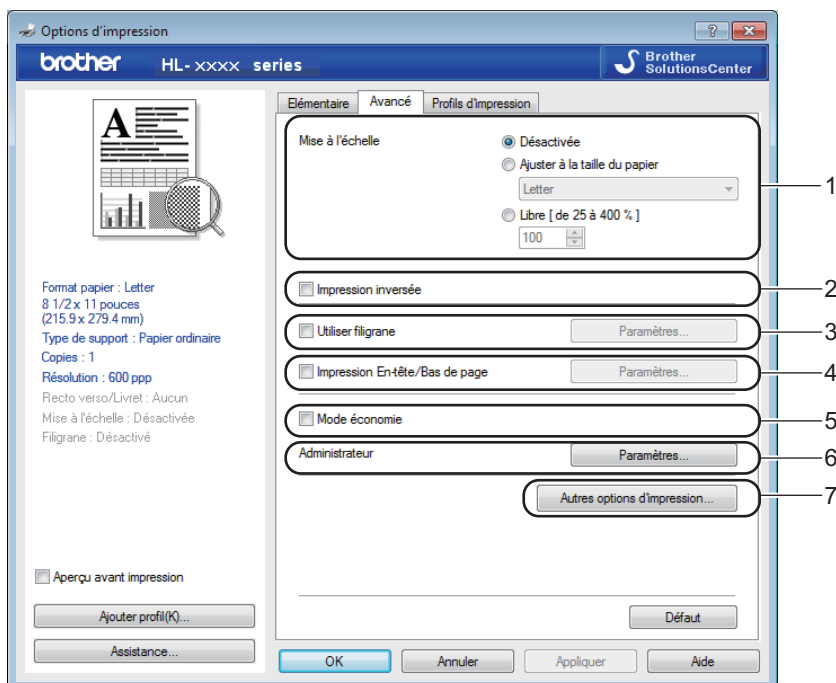 Options d'impression
brother HL-xxxx series
Brother
SolutionsCenter
Elémentaire Avancé Profils d'impression
A
Mise à l'échelle
Désactivée
Ajuster à la taille du papier
Letter
Libre [ de 25 à 400 % ]
100
1
Impression inversée
2
Utiliser filigrane Paramètres...
3
Impression En-tête/Bas de page Paramètres...
4
Mode économie
5
Administrateur Paramètres...
6
Autres options d'impression...
7
Format papier : Letter
8 1/2 x 11 pouces
(215.9 x 279.4 mm)
Type de support : Papier ordinaire
Copies : 1
Résolution : 600 ppp
Recto verso/Livret : Aucun
Mise à l'échelle : Désactivée
Filigrane : Désactivé
Aperçu avant impression
Ajouter profil(K)...
Assistance...
Défaut
OK Annuler Appliquer Aide